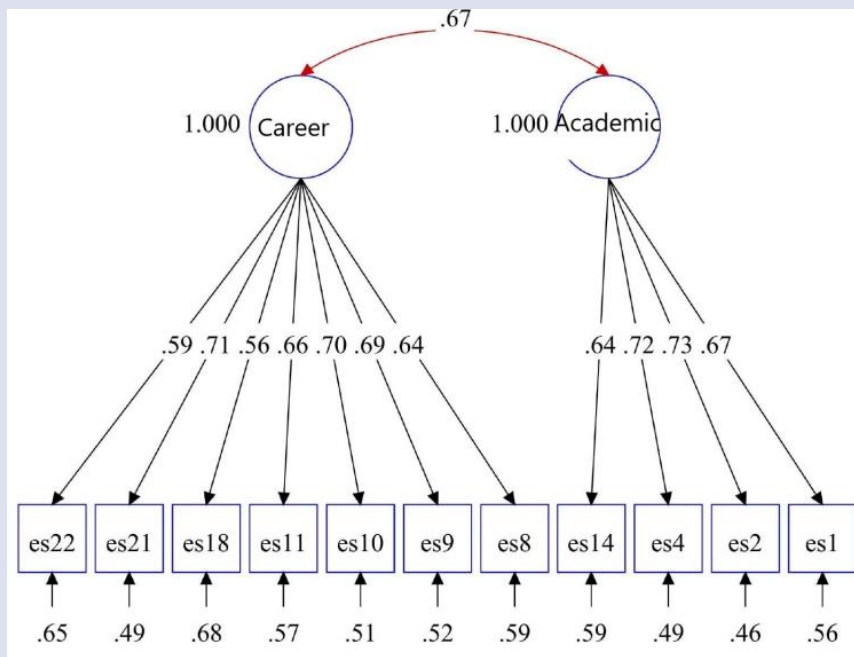 .67
1.000 Career 1.000 Academic
.59 .71 .56 .66 .70 .69 .64 .64 .72 .73 .67
es22 es21 es18 es11 es10 es9 es8 es14 es4 es2 es1
.65 .49 .68 .57 .51 .52 .59 .59 .49 .46 .56